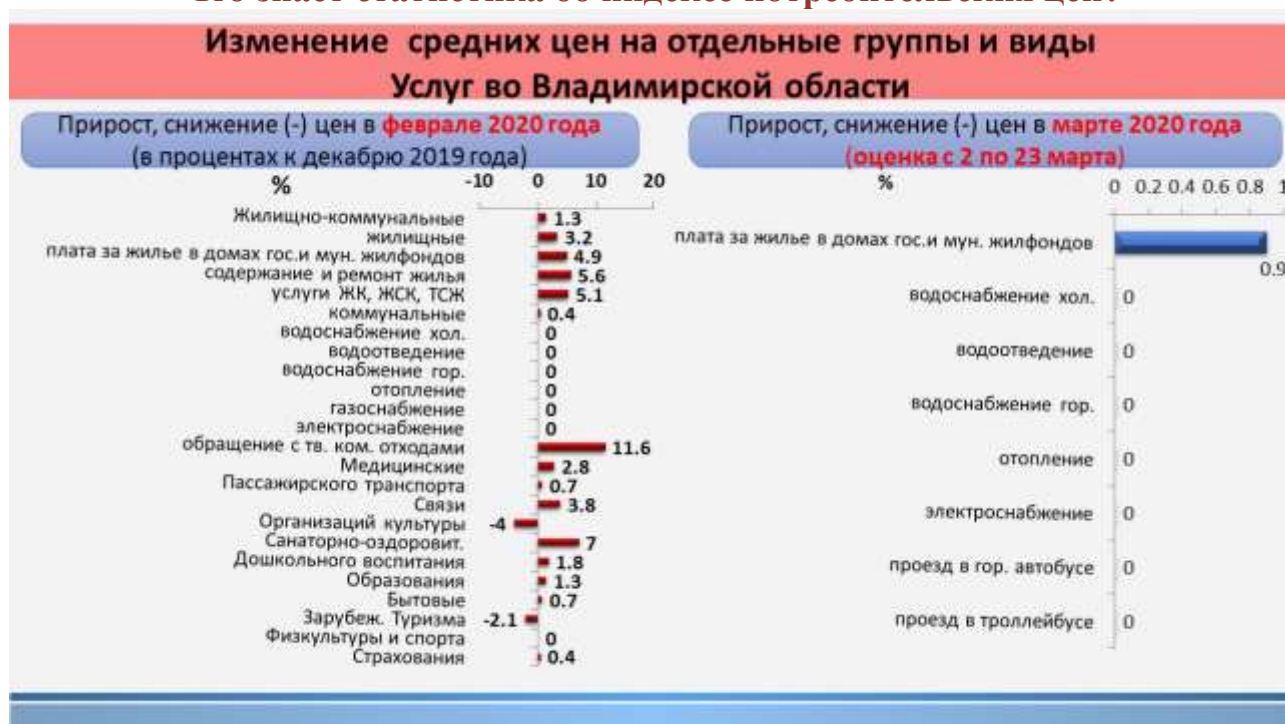 статистика об индексе потребительских цен?
Изменение средних цен на отдельные группы и виды
Услуг во Владимирской области
Прирост, снижение (-) цен в феврале 2020 года
(в процентах к декабрю 2019 года)
%
-10 0 10 20
Жилищно-коммунальные 1.3
жилищные 3.2
плата за жилье в домах гос.и мун. жилфондов 4.9
содержание и ремонт жилья 5.6
услуги ЖК, ЖСК, ТСЖ 5.1
коммунальные 0.4
водоснабжение хол. 0
водоотведение 0
водоснабжение гор. 0
отопление 0
газоснабжение 0
электроснабжение 0
обращение с тв. ком. отходами 11.6
Медицинские 2.8
Пассажирского транспорта 0.7
Связи 3.8
Организаций культуры -4
Санаторно-оздоровит. 7
Дошкольного воспитания 1.8
Образования 1.3
Бытовые 0.7
Зарубеж. Туризма -2.1
Физкультуры и спорта 0
Страхования 0.4
Прирост, снижение (-) цен в марте 2020 года
(оценка с 2 по 23 марта)
%
0 0.2 0.4 0.6 0.8 1
плата за жилье в домах гос.и мун. жилфондов
0.9
водоснабжение хол. 0
водоотведение 0
водоснабжение гор. 0
отопление 0
электроснабжение 0
проезд в гор. автобусе 0
проезд в троллейбусе 0